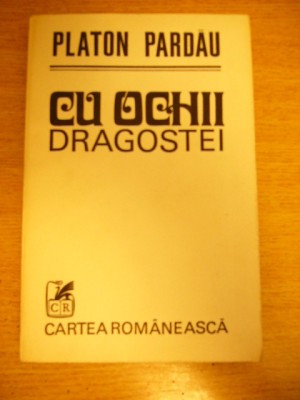 PLATON PARDĂU
CU OCHII
DRAGOSTEI
CR
CARTEA ROMÂNEASCĂ